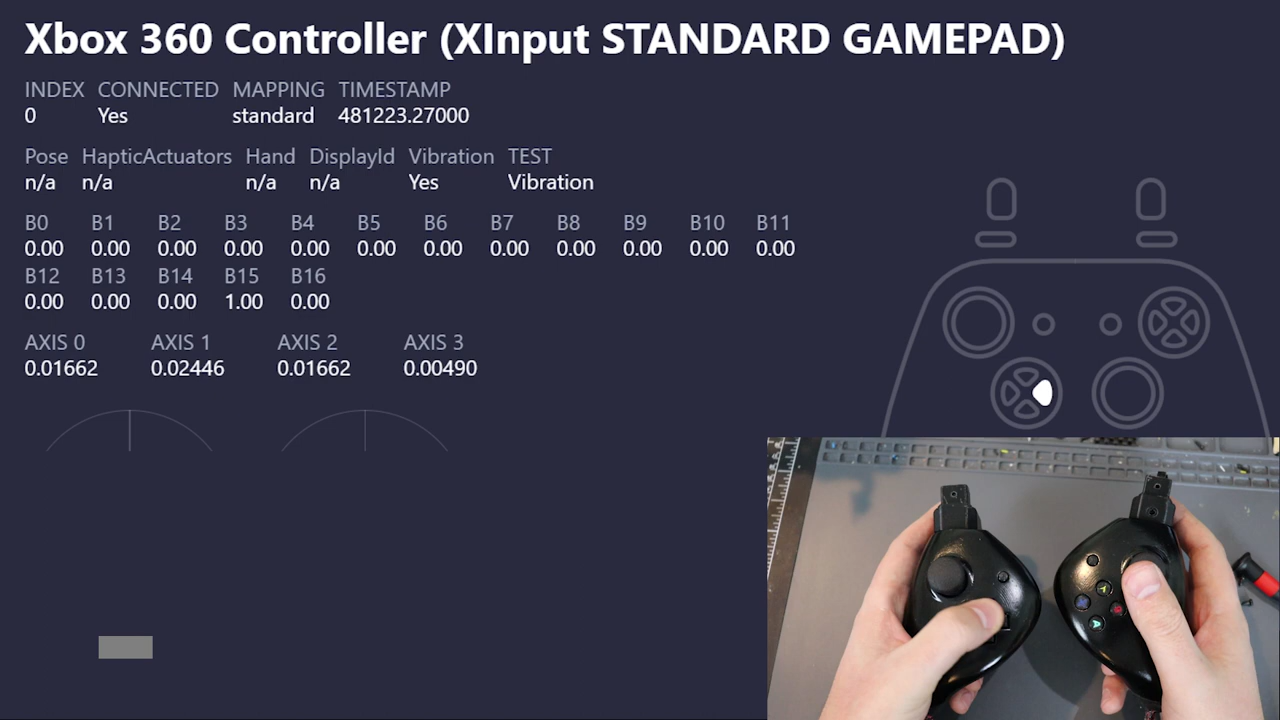 Xbox 360 Controller (XInput STANDARD GAMEPAD)
INDEX CONNECTED MAPPING TIMESTAMP
0 Yes standard 481223.27000
Pose HapticActuators Hand DisplayId Vibration TEST
n/a n/a n/a n/a Yes Vibration
B0 B1 B2 B3 B4 B5 B6 B7 B8 B9 B10 B11
0.00 0.00 0.00 0.00 0.00 0.00 0.00 0.00 0.00 0.00 0.00 0.00
B12 B13 B14 B15 B16
0.00 0.00 0.00 1.00 0.00
AXIS 0 AXIS 1 AXIS 2 AXIS 3
0.01662 0.02446 0.01662 0.00490
Y
A